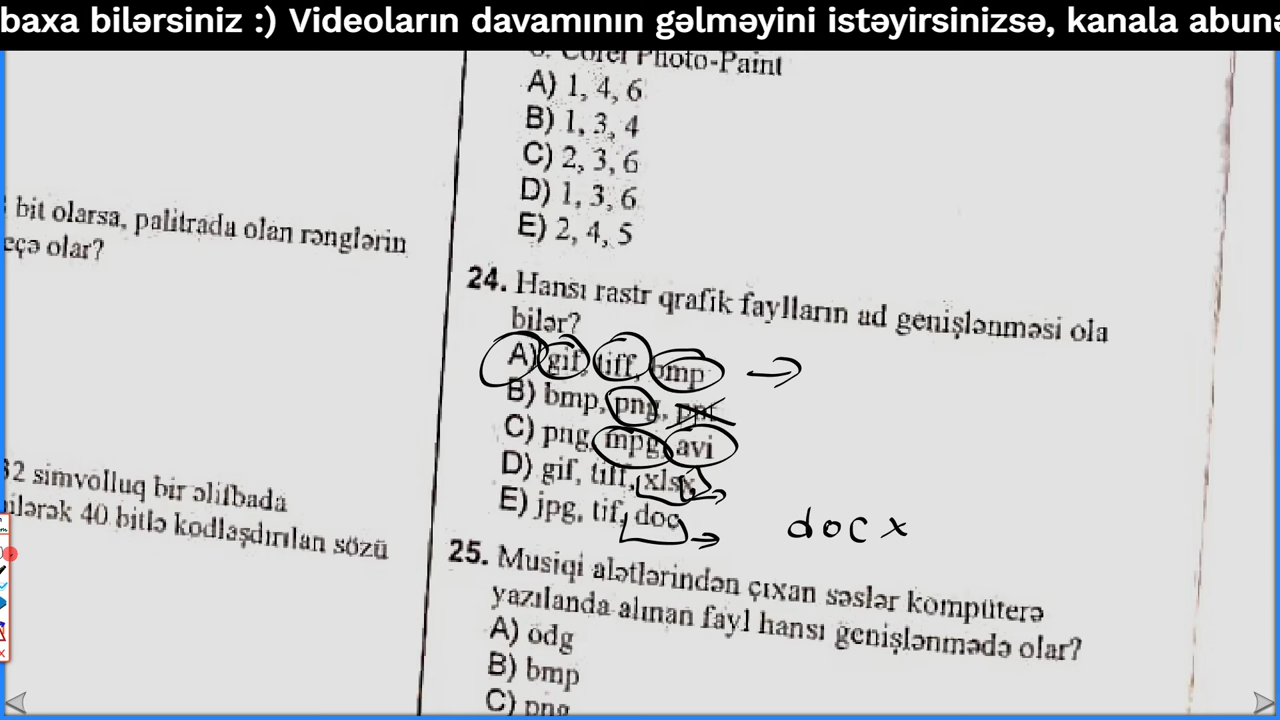 baxa bilərsiniz :) Videoların davamının gəlməyini istəyirsinizsə, kanala abunə
Corel Photo-Paint
A) 1, 4, 6
B) 1, 3, 4
C) 2, 3, 6
D) 1, 3, 6
E) 2, 4, 5
bit olarsa, palitrada olan rənglərin
eçə olar?
32 simvolluq bir əlifbada
ilərək 40 bitlə kodlaşdırılan sözü
24. Hansı rastr qrafik faylların ad genişlənməsi ola
bilər?
A) gif, tiff, bmp
B) bmp, png,
C) png, mpg, avi
D) gif, tiff, xlsx
E) jpg, tif, doc
docx
25. Musiqi alətlərindən çıxan səslər kompüterə
yazılanda alınan fayl hansı genişlənmədə olar?
A) odg
B) bmp
C) png